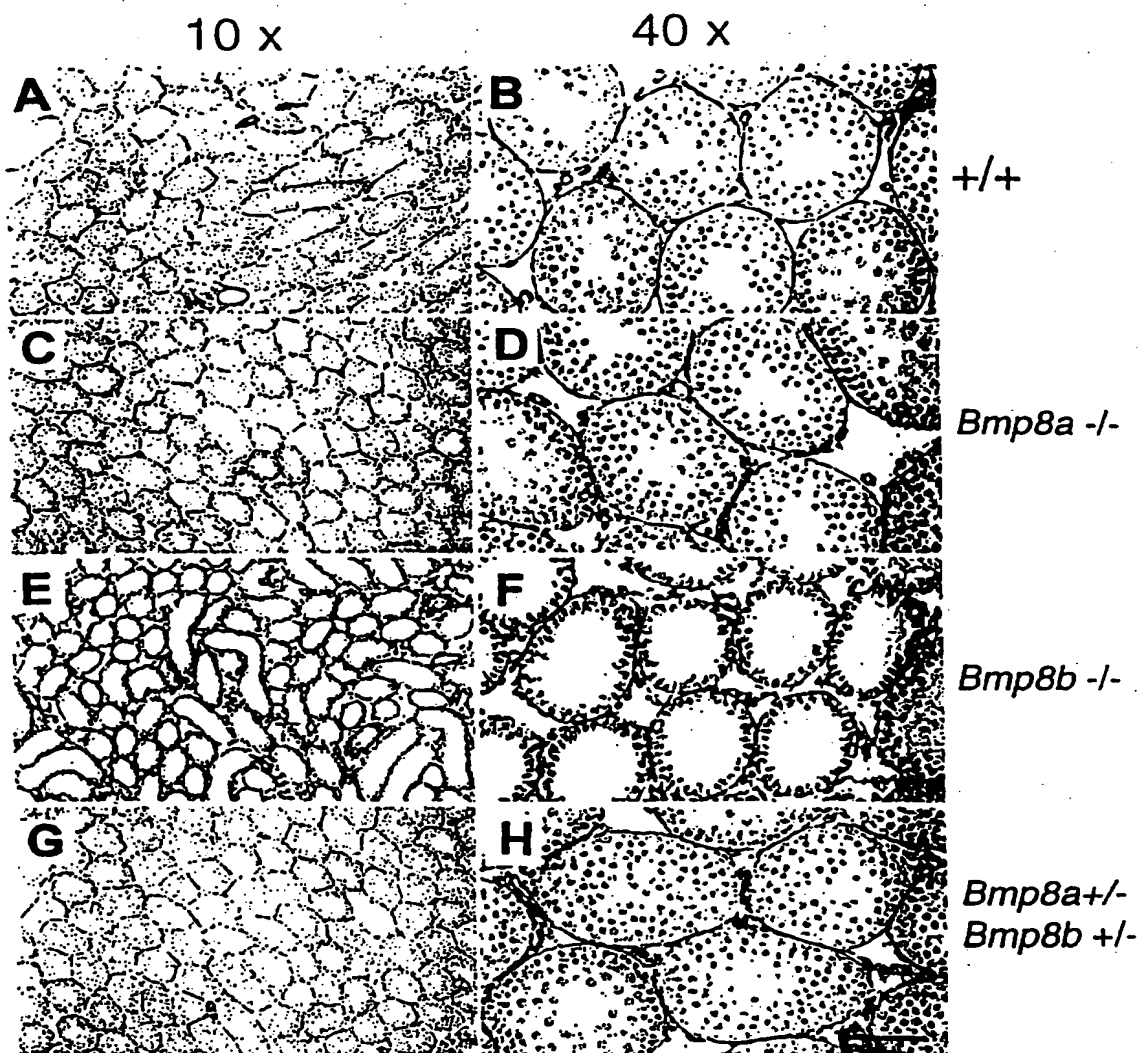 10 x
40 x
A
B
+/+
C
D
Bmp8a -/-
E
F
Bmp8b -/-
G
H
Bmp8a+/-
Bmp8b +/-